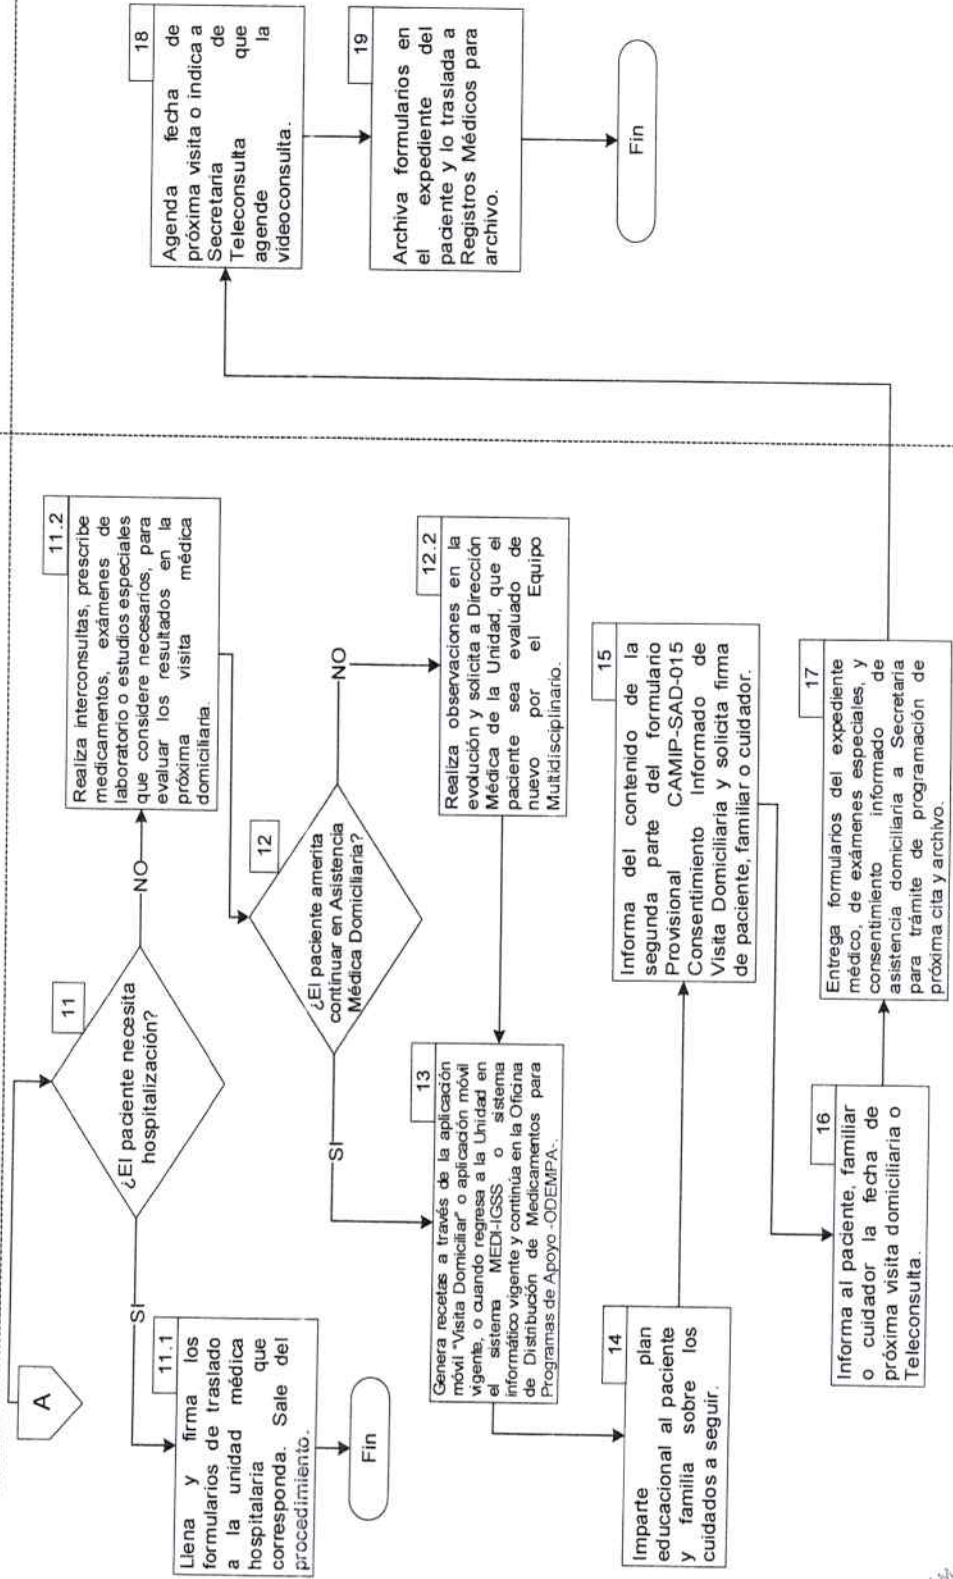 A
11
¿El paciente necesita
hospitalización?
SI
NO
11.1
Llena y firma los
formularios de traslado
a la unidad médica
hospitalaria que
corresponda. Sale del
procedimiento.
Fin
11.2
Realiza interconsultas, prescribe
medicamentos, exámenes de
laboratorio o estudios especiales
que considere necesarios, para
evaluar los resultados en la
próxima visita médica
domiciliaria.
12
¿El paciente amerita
continuar en Asistencia
Médica Domiciliaria?
SI
NO
12.2
Realiza observaciones en la
evolución y solicita a Dirección
Médica de la Unidad, que el
paciente sea evaluado de
nuevo por el Equipo
Multidisciplinario.
13
Genera recetas a través de la aplicación
móvil "Visita Domiciliar" o aplicación móvil
vigente, o cuando regresa a la Unidad en
el sistema MEDI-IGSS o sistema
informático vigente y continúa en la Oficina
de Distribución de Medicamentos para
Programas de Apoyo -ODEMPA-.
14
Imparte plan
educacional al paciente
y familia sobre los
cuidados a seguir.
15
Informa del contenido de la
segunda parte del formulario
Provisional CAMIP-SAD-015
Consentimiento Informado de
Visita Domiciliaria y solicita firma
de paciente, familiar o cuidador.
16
Informa al paciente, familiar
o cuidador la fecha de
próxima visita domiciliaria o
Teleconsulta.
17
Entrega formularios del expediente
médico, de exámenes especiales, y
consentimiento informado de
asistencia domiciliaria a Secretaria
para trámite de programación de
próxima cita y archivo.
18
Agenda fecha de
próxima visita o indica a
Secretaria de
Teleconsulta que
agende la
videoconsulta.
19
Archiva formularios en
el expediente del
paciente y lo traslada a
Registros Médicos para
archivo.
Fin